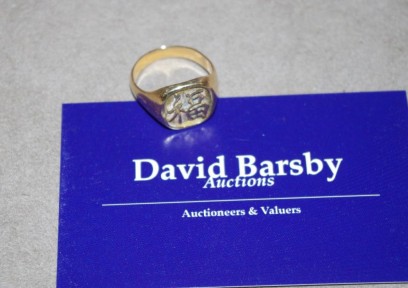 福
David Barsby
Auctions
Auctioneers & Valuers